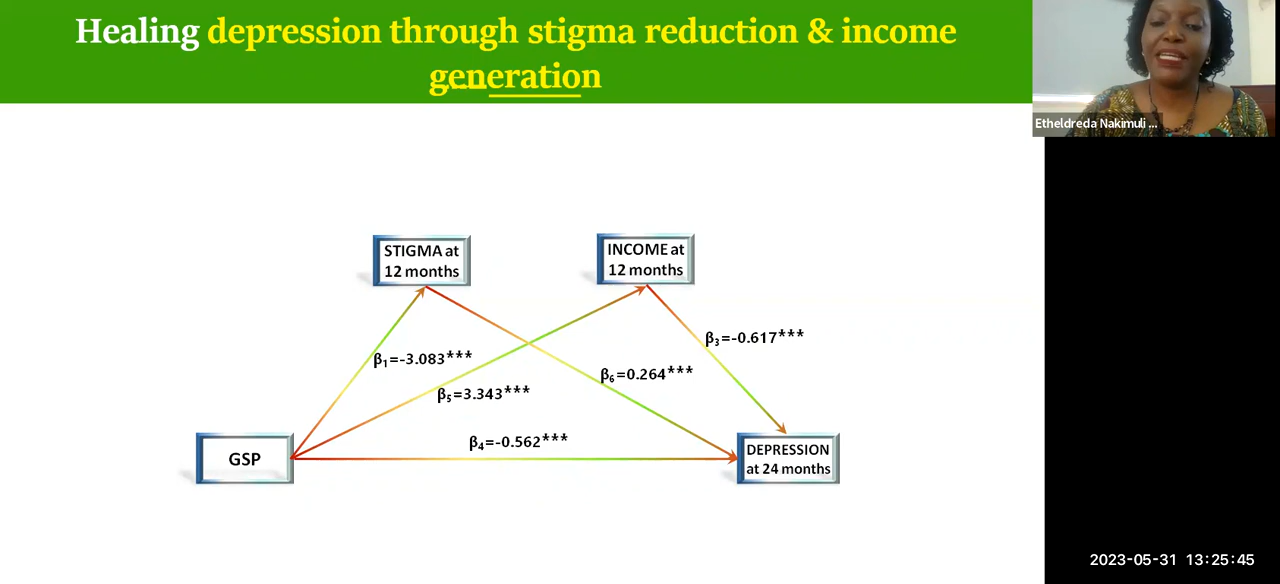 Healing depression through stigma reduction & income
generation
Etheldreda Nakimuli ...
STIGMA at
12 months
INCOME at
12 months
β₃=-0.617***
β₁=-3.083***
β₆=0.264***
β₅=3.343***
β₄=-0.562***
GSP
DEPRESSION
at 24 months
2023-05-31 13:25:45